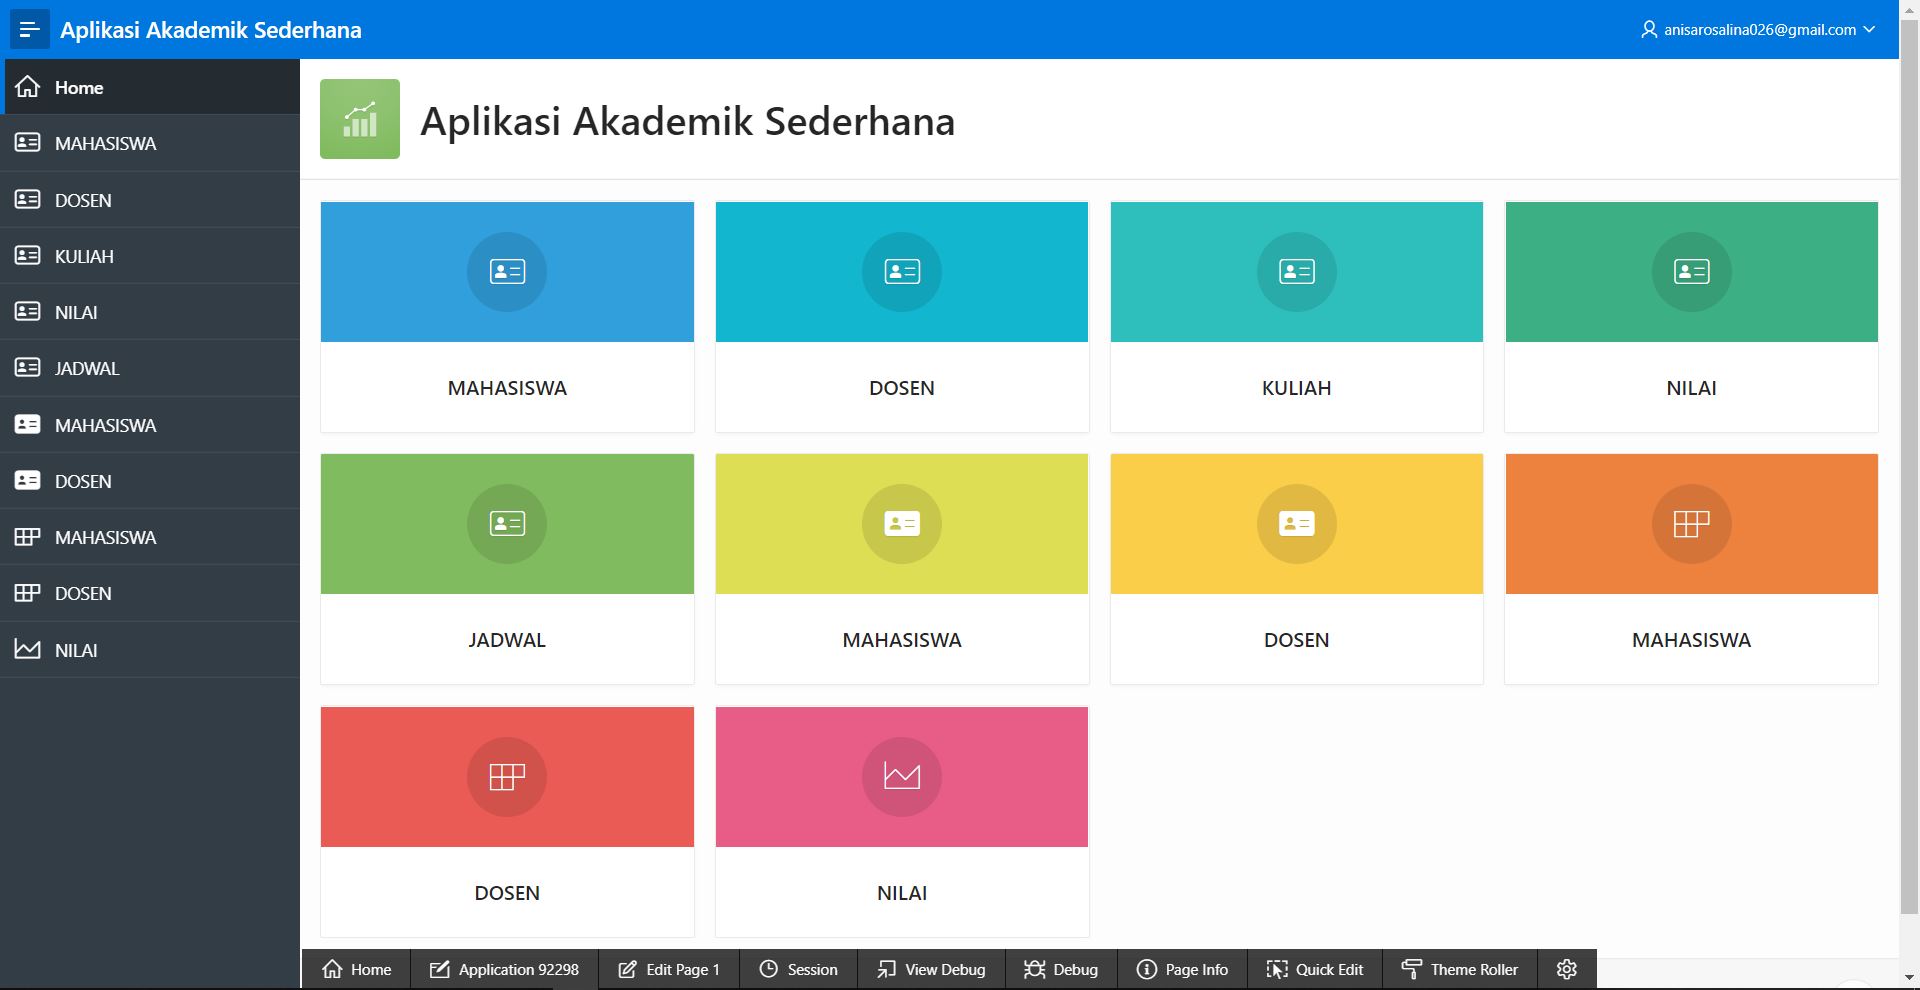 Aplikasi Akademik Sederhana
anisarosalina026@gmail.com
Home
MAHASISWA
DOSEN
KULIAH
NILAI
JADWAL
MAHASISWA
DOSEN
MAHASISWA
DOSEN
NILAI
Aplikasi Akademik Sederhana
MAHASISWA
DOSEN
KULIAH
NILAI
JADWAL
MAHASISWA
DOSEN
MAHASISWA
DOSEN
NILAI
Home
Application 92298
Edit Page 1
Session
View Debug
Debug
Page Info
Quick Edit
Theme Roller